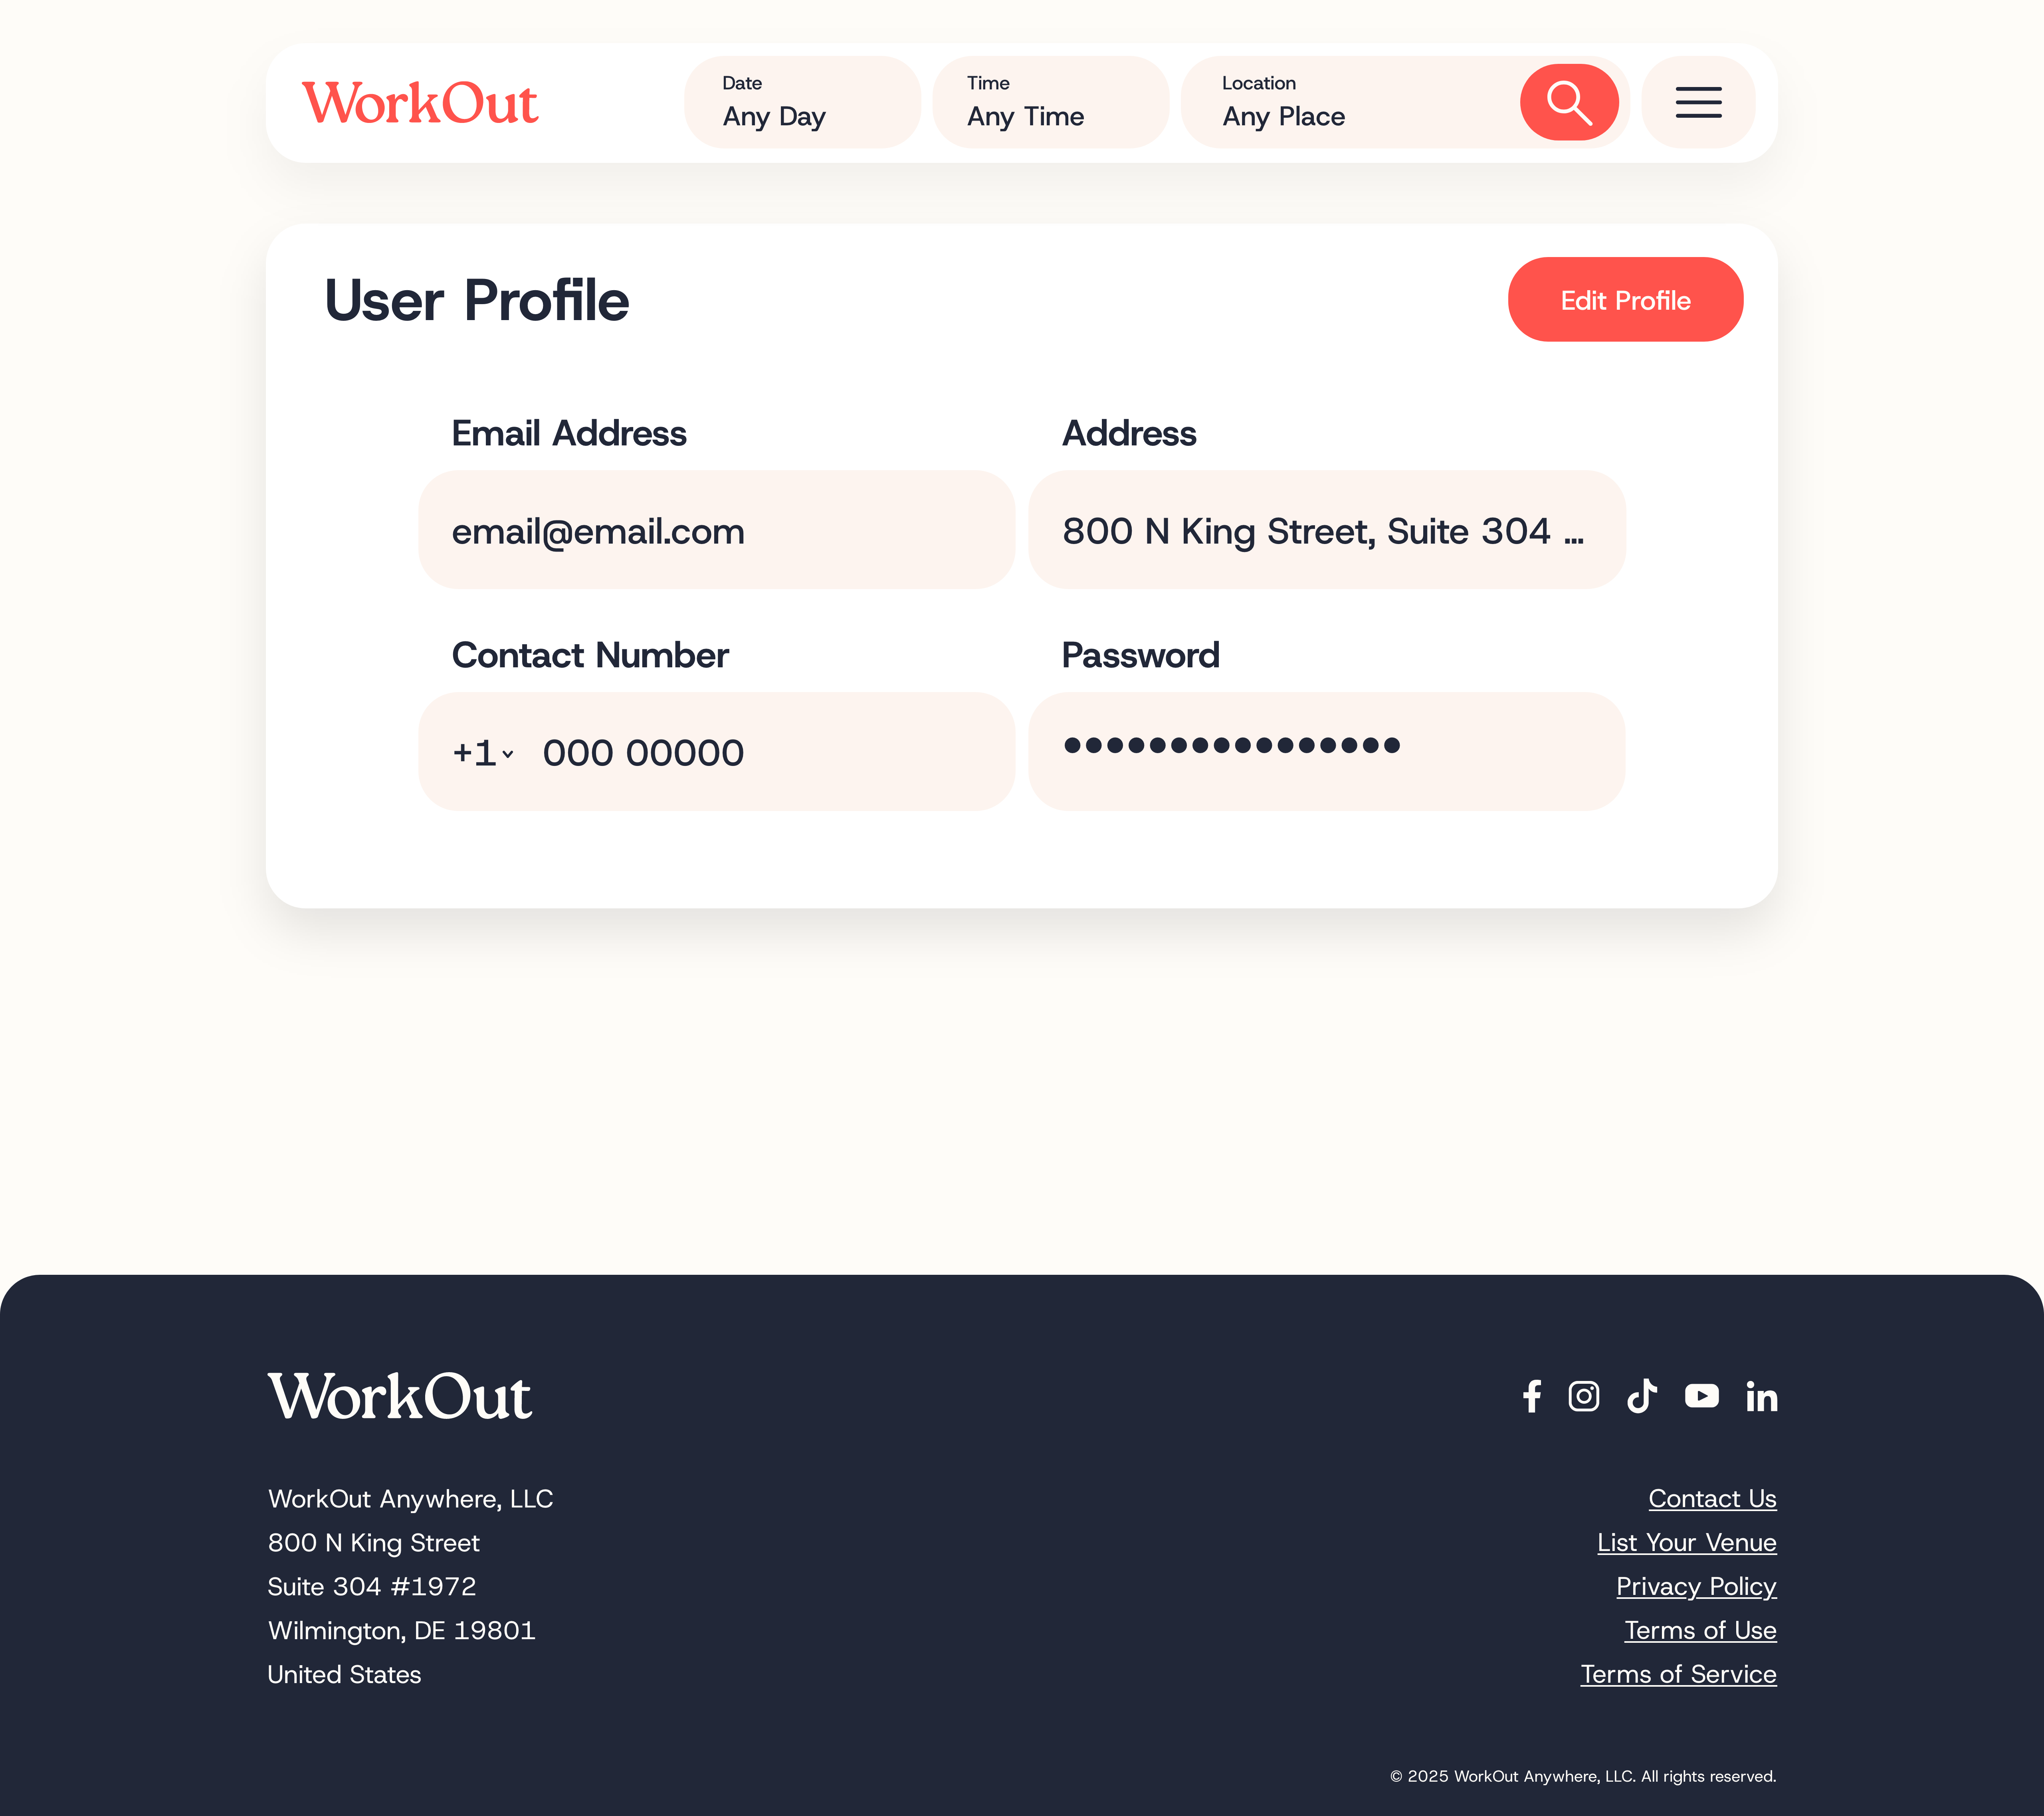 WorkOut
Date
Any Day
Time
Any Time
Location
Any Place
User Profile
Edit Profile
Email Address
email@email.com
Address
800 N King Street, Suite 304 ...
Contact Number
+1 000 00000
Password
●●●●●●●●●●●●●●●●
WorkOut
WorkOut Anywhere, LLC
800 N King Street
Suite 304 #1972
Wilmington, DE 19801
United States
Contact Us
List Your Venue
Privacy Policy
Terms of Use
Terms of Service
© 2025 WorkOut Anywhere, LLC. All rights reserved.